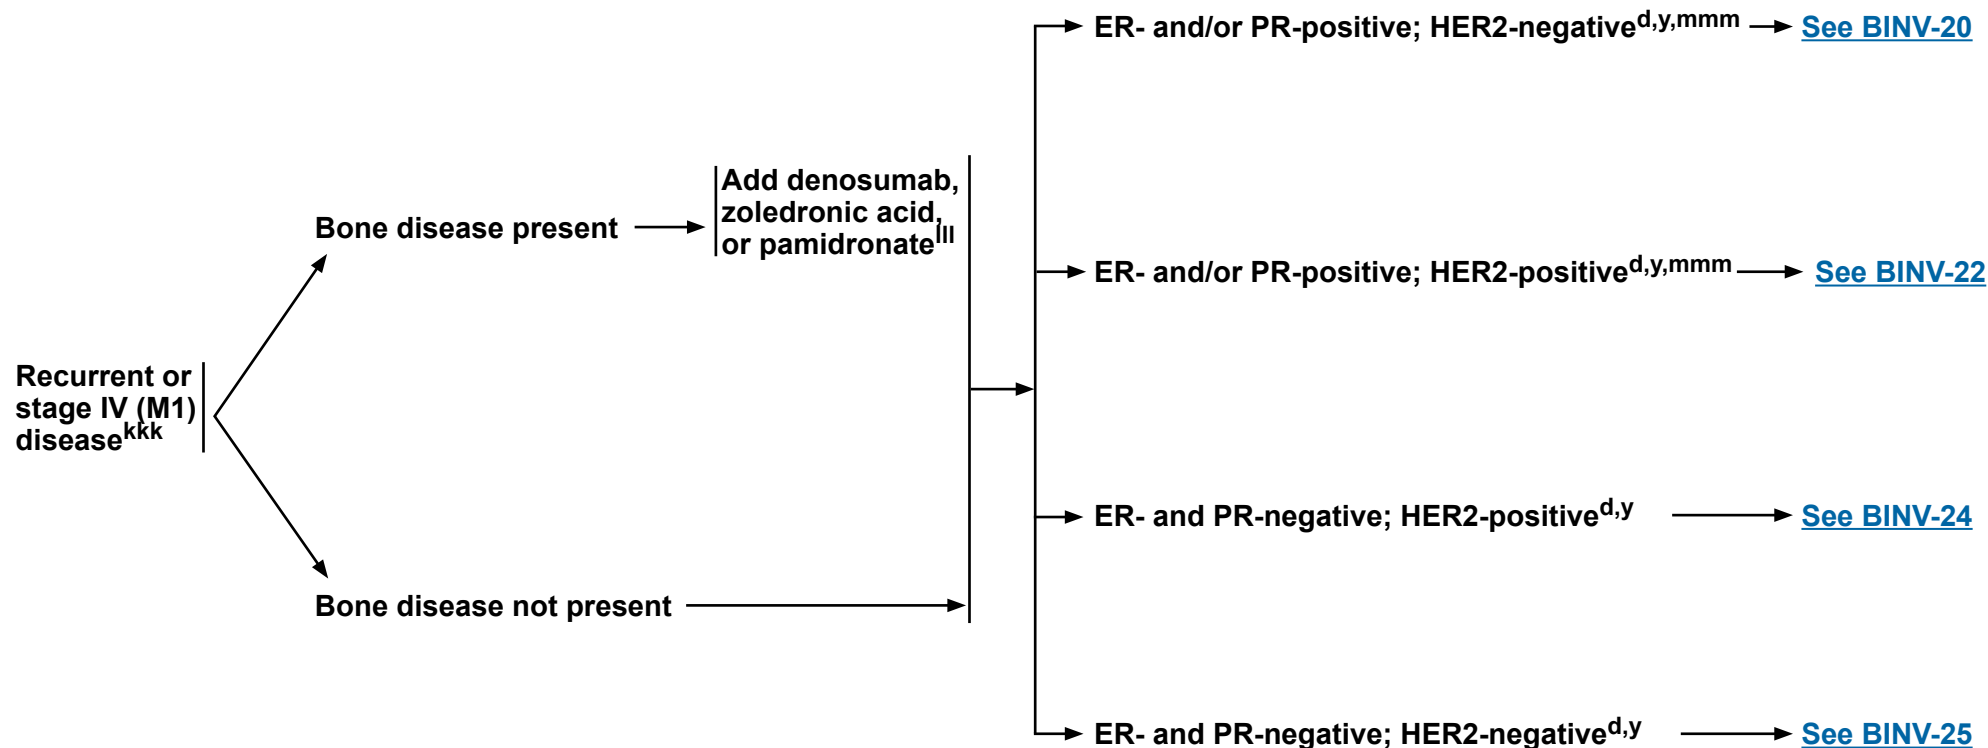 Recurrent or
stage IV (M1)
diseasekkk
Bone disease present
Add denosumab,
zoledronic acid,
or pamidronatelll
Bone disease not present
ER- and/or PR-positive; HER2-negatived,y,mmm
See BINV-20
ER- and/or PR-positive; HER2-positived,y,mmm
See BINV-22
ER- and PR-negative; HER2-positived,y
See BINV-24
ER- and PR-negative; HER2-negatived,y
See BINV-25